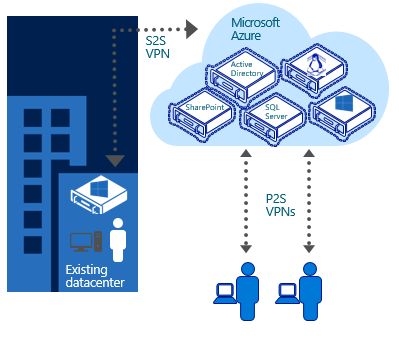 S2S
VPN
Microsoft
Azure
Active
Directory
SharePoint
SQL
Server
P2S
VPNs
Existing
datacenter